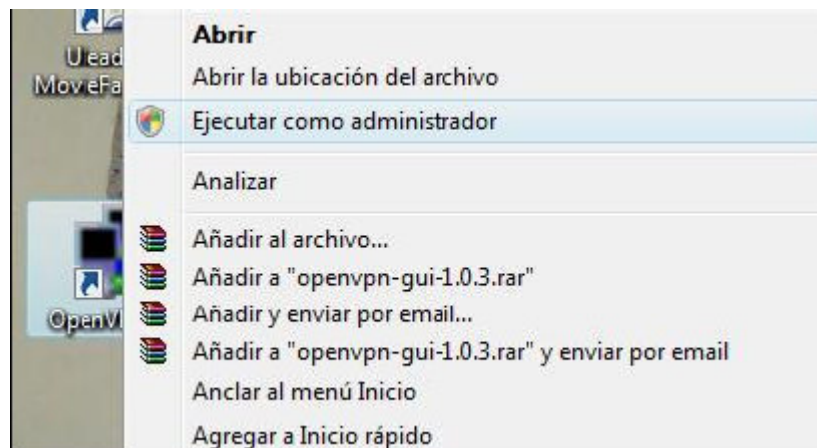 Ulead
Abrir
Abrir la ubicación del archivo
Ejecutar como administrador
Analizar
Añadir al archivo...
Añadir a "openvpn-gui-1.0.3.rar"
Añadir y enviar por email...
Añadir a "openvpn-gui-1.0.3.rar" y enviar por email
Anclar al menú Inicio
Agregar a Inicio rápido